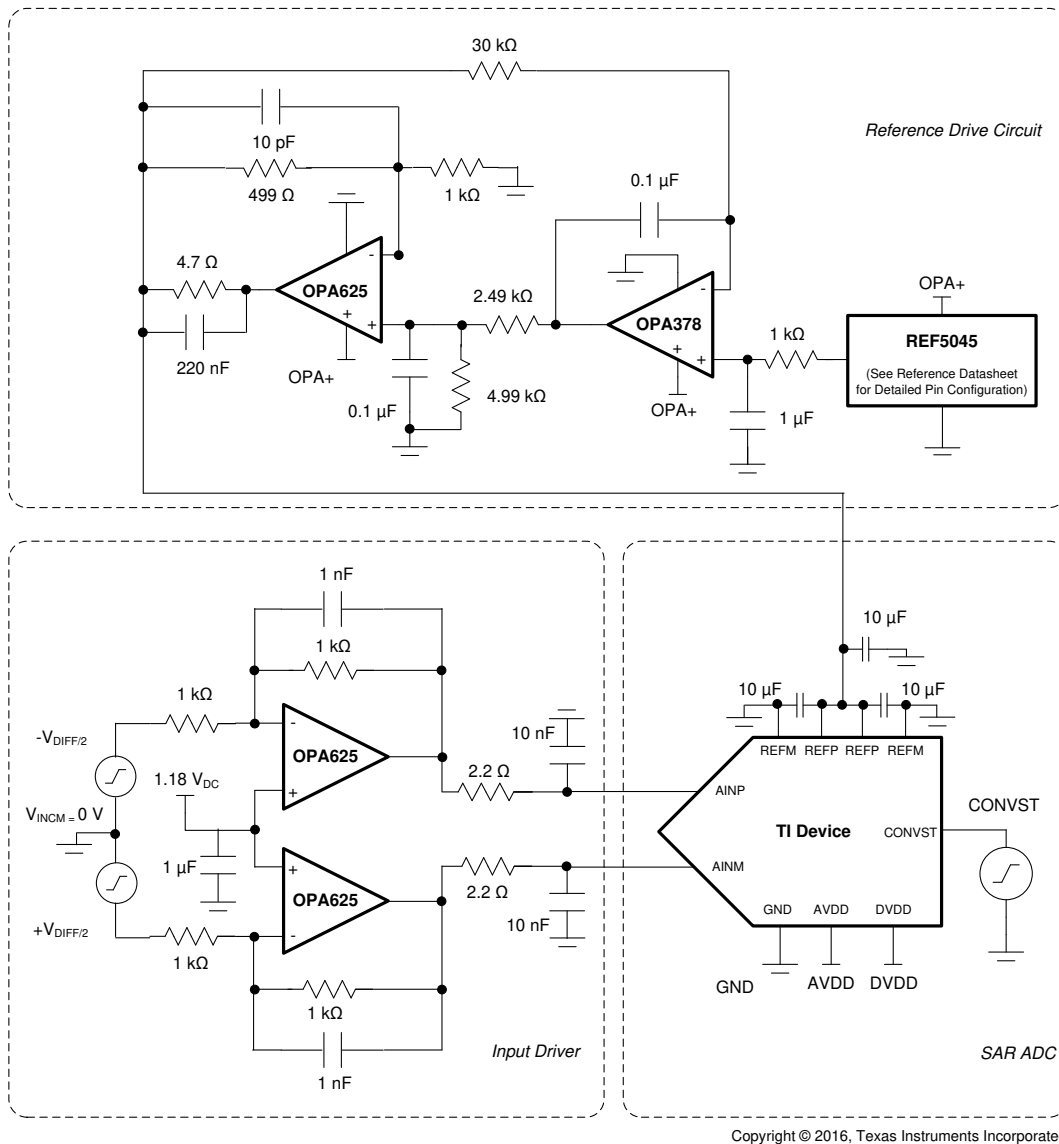 30 kΩ
Reference Drive Circuit
10 pF
499 Ω
1 kΩ
0.1 µF
4.7 Ω
OPA625
-
+
+
OPA+
220 nF
2.49 kΩ
0.1 µF
4.99 kΩ
OPA378
-
+
+
OPA+
1 kΩ
1 µF
OPA+
REF5045
(See Reference Datasheet
for Detailed Pin Configuration)
1 nF
1 kΩ
1 kΩ
-VDIFF/2
OPA625
-
+
1.18 VDC
VINCM = 0 V
1 µF
+
OPA625
-
+VDIFF/2
1 kΩ
1 kΩ
1 nF
10 nF
2.2 Ω
2.2 Ω
10 nF
Input Driver
10 µF
10 µF
10 µF
REFM REFP REFP REFM
AINP
TI Device
CONVST
CONVST
AINM
GND AVDD DVDD
GND AVDD DVDD
SAR ADC
Copyright © 2016, Texas Instruments Incorporate